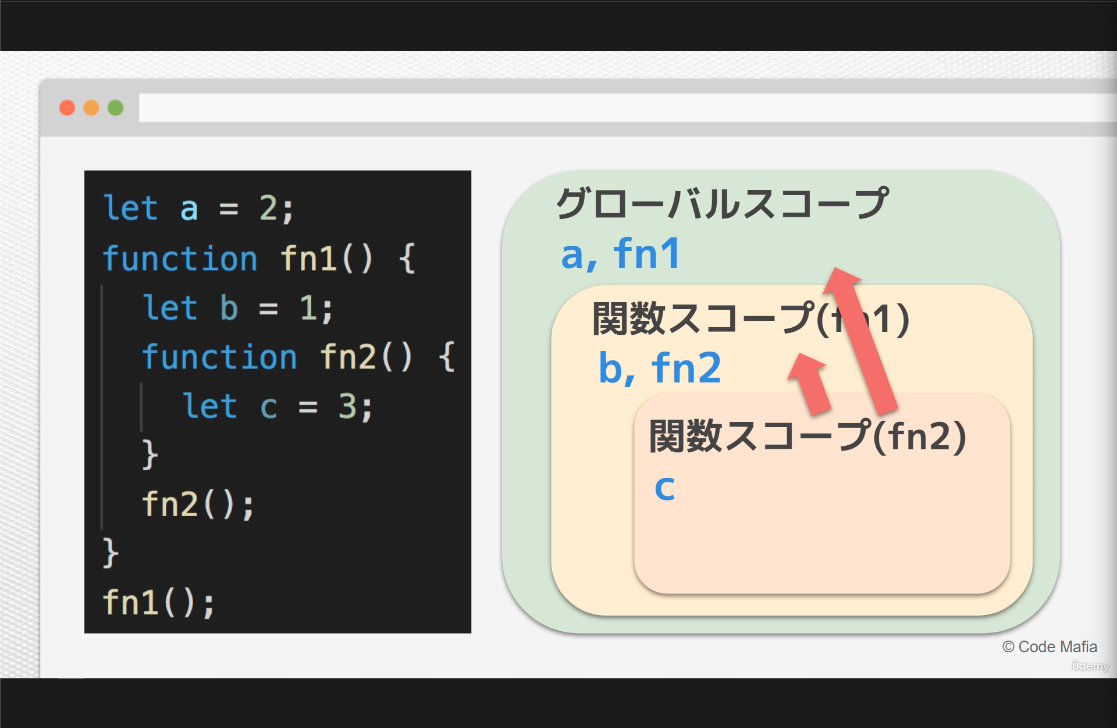 let a = 2;
function fn1() {
let b = 1;
function fn2() {
let c = 3;
}
fn2();
}
fn1();
グローバルスコープ
a, fn1
関数スコープ(fn1)
b, fn2
関数スコープ(fn2)
c
© Code Mafia
ûdemy